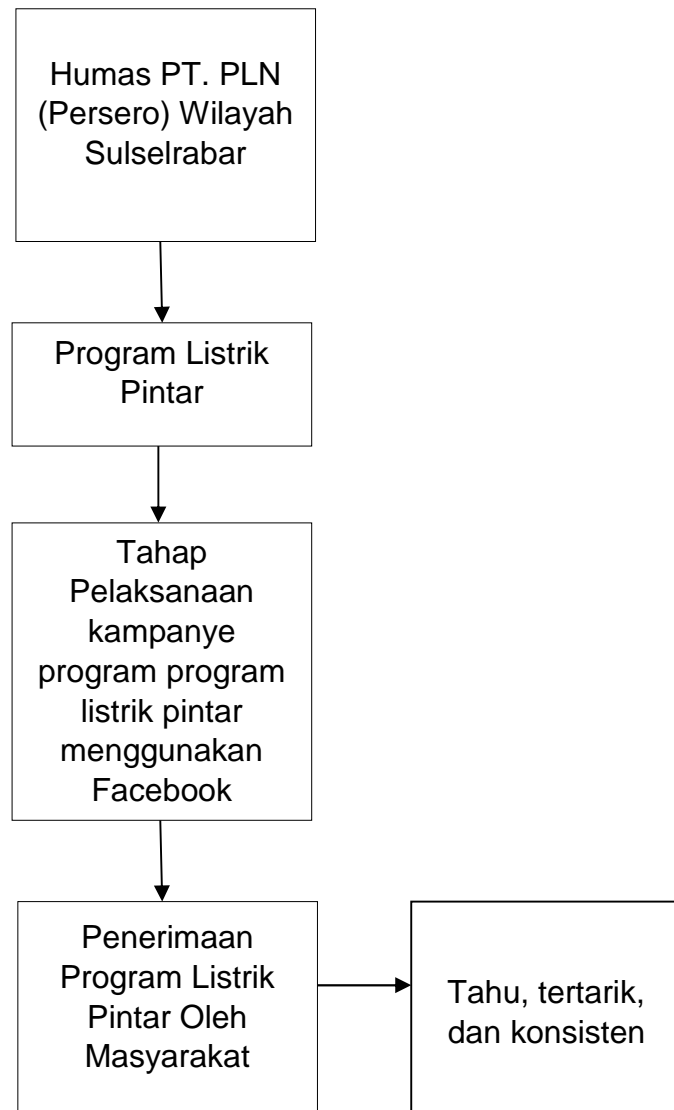 Humas PT. PLN
(Persero) Wilayah
Sulselrabar
Program Listrik
Pintar
Tahap
Pelaksanaan
kampanye
program program
listrik pintar
menggunakan
Facebook
Penerimaan
Program Listrik
Pintar Oleh
Masyarakat
Tahu, tertarik,
dan konsisten